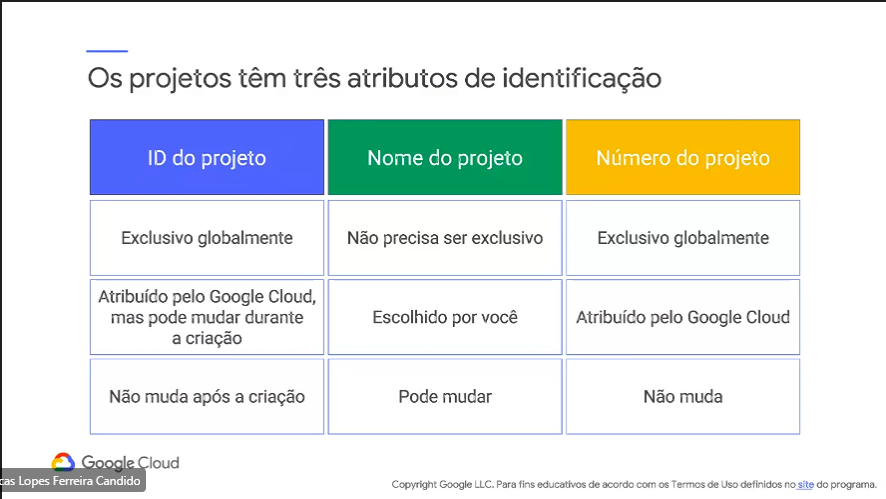 Os projetos têm três atributos de identificação
ID do projeto
Nome do projeto
Número do projeto
Exclusivo globalmente
Não precisa ser exclusivo
Exclusivo globalmente
Atribuído pelo Google Cloud,
mas pode mudar durante
a criação
Escolhido por você
Atribuído pelo Google Cloud
Não muda após a criação
Pode mudar
Não muda
Google Cloud
Lopes Ferreira Candido
Copyright Google LLC. Para fins educativos de acordo com os Termos de Uso definidos no site do programa.